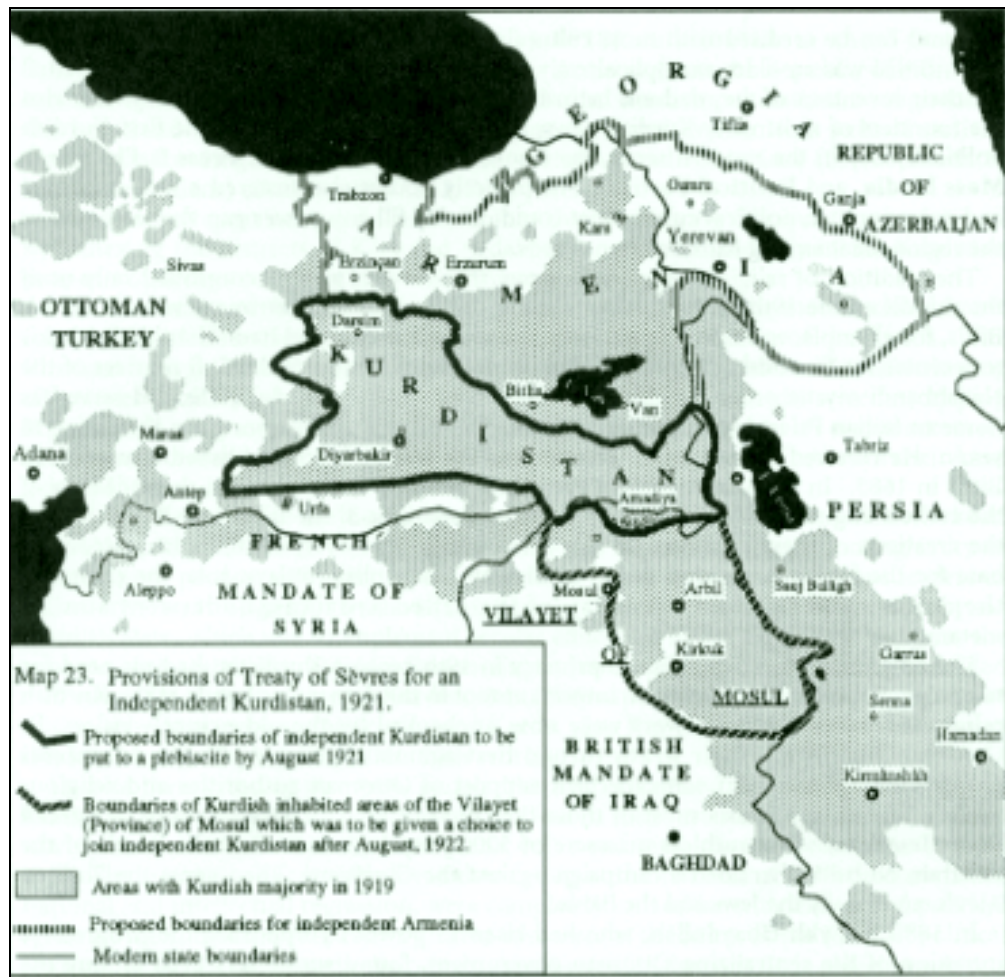 GEORGIA
Tiflis
REPUBLIC
OF
AZERBAIJAN
Ganja
Trabzon
Gumru
Kars
Yerevan
ARMENIA
Sivas
Erzinçan
Erzurum
OTTOMAN
TURKEY
Darsim
KURDISTAN
Bitlis
Van
Maras
Adana
Diyarbakir
Tabriz
Antep
Urfa
Amadiya
PERSIA
FRENCH
MANDATE OF
SYRIA
Aleppo
Mosul
Arbil
Sauj Bulagh
VILAYET
OF
MOSUL
Kirkuk
Garrus
Senna
Hamadan
Kirmahshâh
BRITISH
MANDATE
OF IRAQ
BAGHDAD
Map 23. Provisions of Treaty of Sèvres for an
Independent Kurdistan, 1921.
Proposed boundaries of independent Kurdistan to be
put to a plebiscite by August 1921
Boundaries of Kurdish inhabited areas of the Vilayet
(Province) of Mosul which was to be given a choice to
join independent Kurdistan after August, 1922.
Areas with Kurdish majority in 1919
Proposed boundaries for independent Armenia
Modern state boundaries